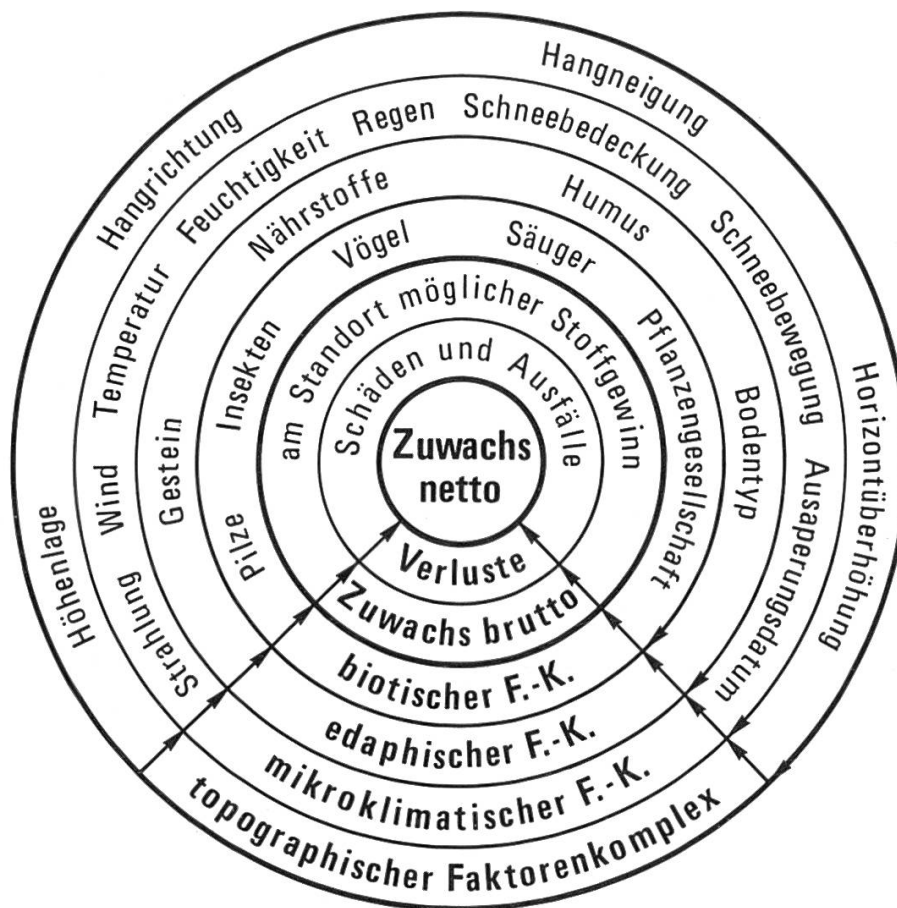 Höhenlage Hangrichtung Hangneigung Horizontüberhöhung
Strahlung Wind Temperatur Feuchtigkeit Regen Schneebedeckung Schneebewegung Ausaperungsdatum
Gestein Nährstoffe Humus Bodentyp
Pilze Insekten Vögel Säuger Pflanzengesellschaft
am Standort möglicher Stoffgewinn
Schäden und Ausfälle
Zuwachs
netto
Verluste
Zuwachs brutto
biotischer F.-K.
edaphischer F.-K.
mikroklimatischer F.-K.
topographischer Faktorenkomplex